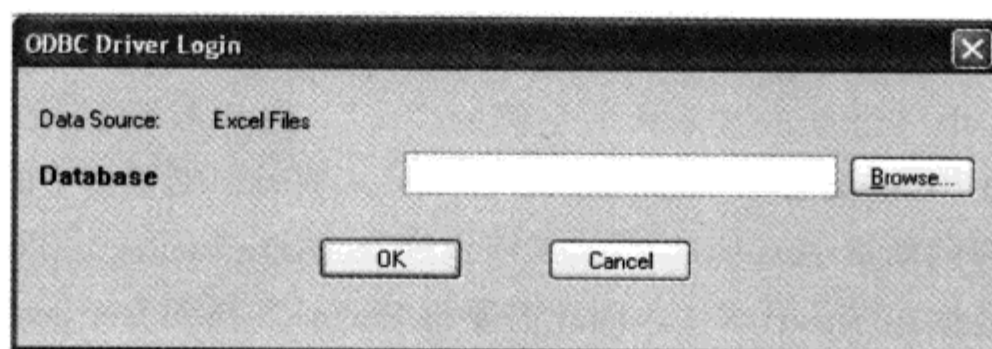 ODBC Driver Login
Data Source: Excel Files
Database Browse...
OK Cancel